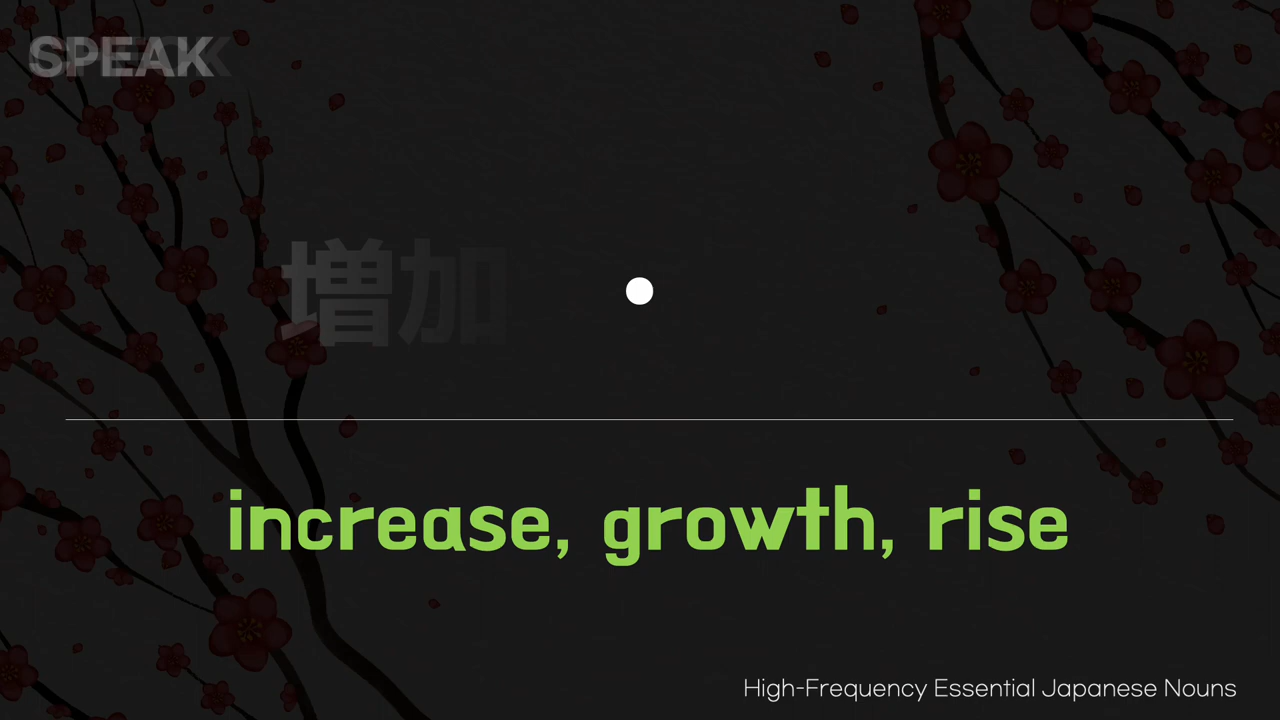 SPEAK
増加
increase, growth, rise
High-Frequency Essential Japanese Nouns